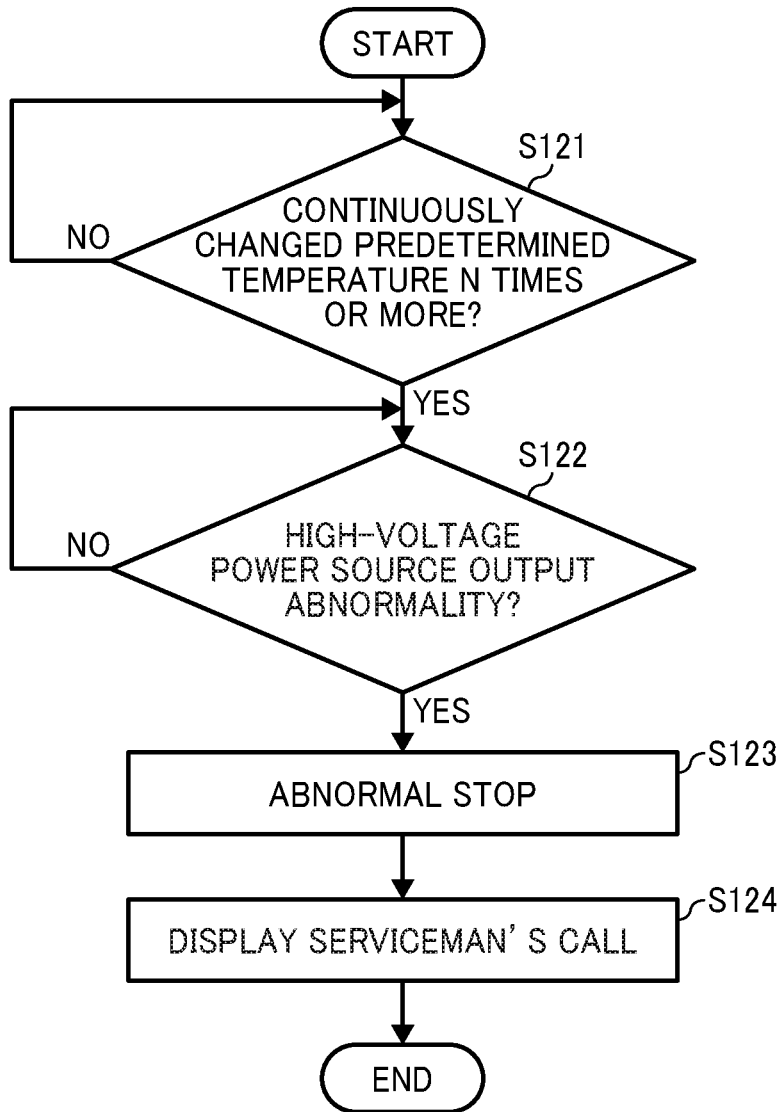 START
S121
CONTINUOUSLY
CHANGED PREDETERMINED
TEMPERATURE N TIMES
OR MORE?
NO
YES
S122
HIGH-VOLTAGE
POWER SOURCE OUTPUT
ABNORMALITY?
NO
YES
S123
ABNORMAL STOP
S124
DISPLAY SERVICEMAN'S CALL
END